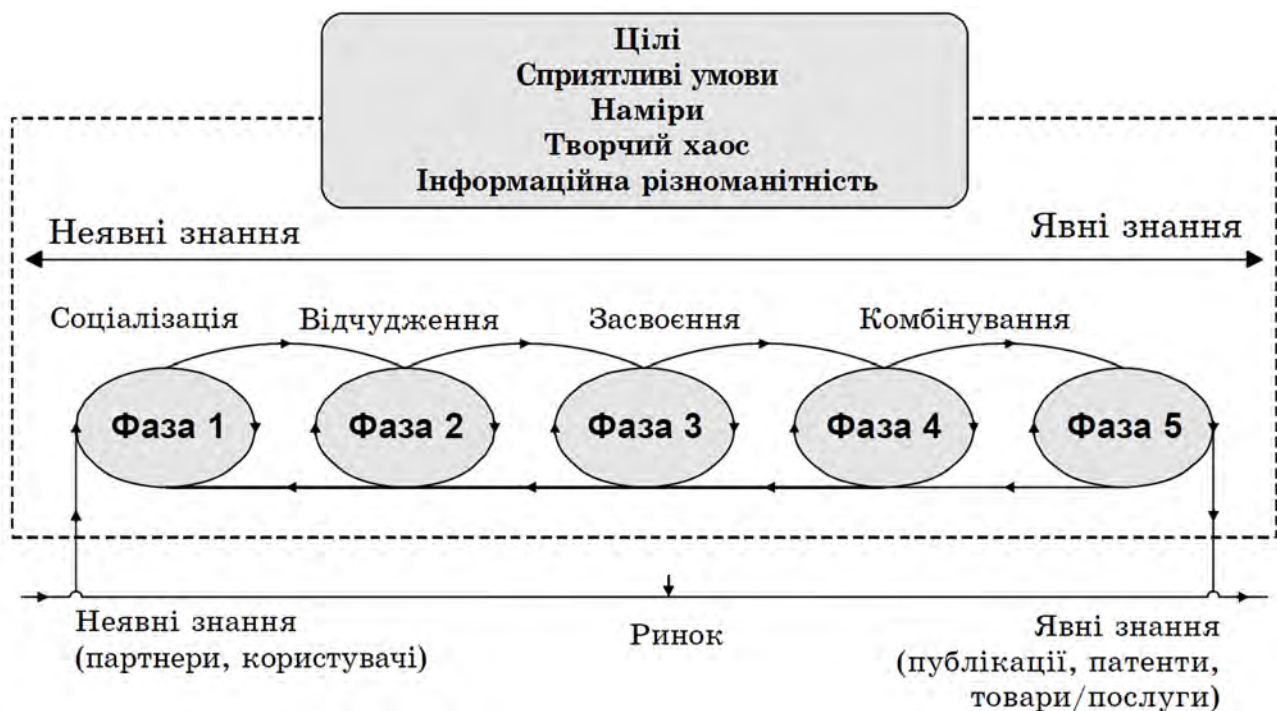 Цілі
Сприятливі умови
Наміри
Творчий хаос
Інформаційна різноманітність
Неявні знання
Явні знання
Соціалізація
Відчудження
Засвоєння
Комбінування
Фаза 1
Фаза 2
Фаза 3
Фаза 4
Фаза 5
Неявні знання
(партнери, користувачі)
Ринок
Явні знання
(публікації, патенти,
товари/послуги)